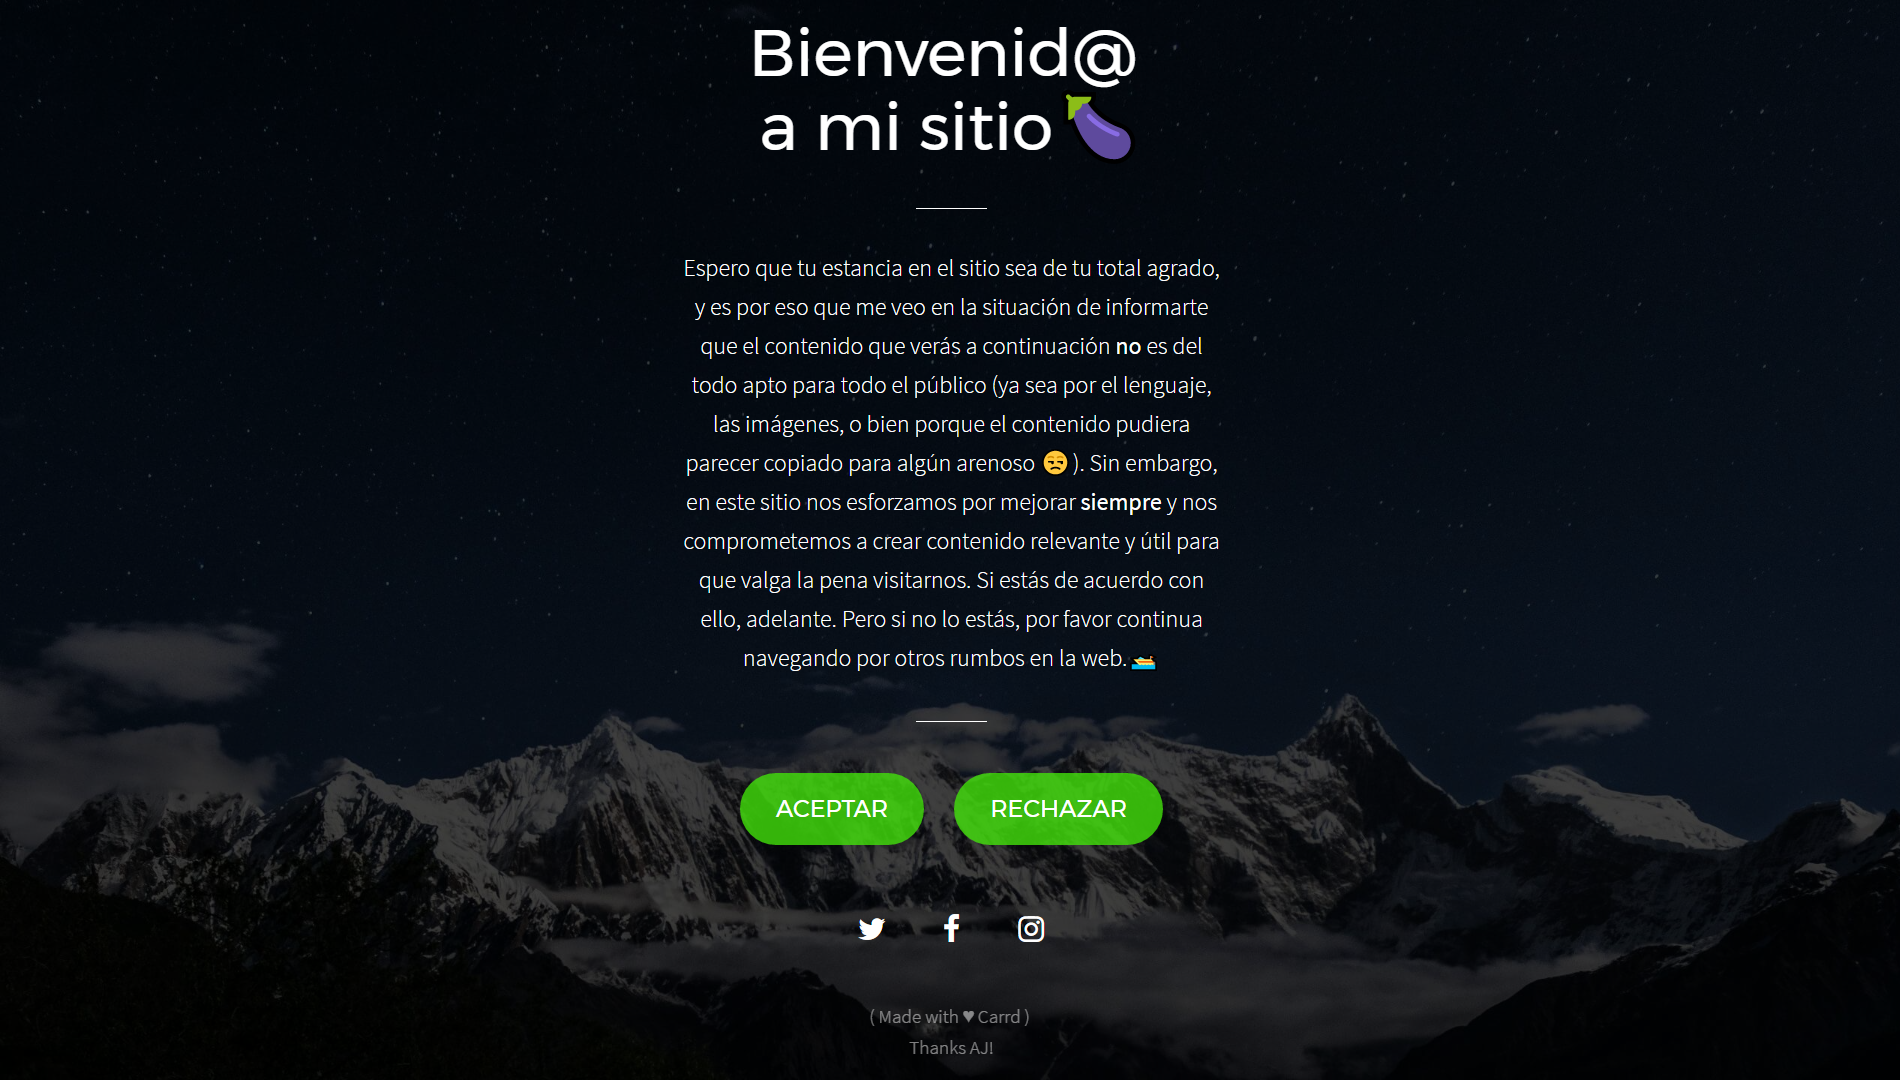 Bienvenid@
a mi sitio 🍆
Espero que tu estancia en el sitio sea de tu total agrado,
y es por eso que me veo en la situación de informarte
que el contenido que verás a continuación no es del
todo apto para todo el público (ya sea por el lenguaje,
las imágenes, o bien porque el contenido pudiera
parecer copiado para algún arenoso 😒 ). Sin embargo,
en este sitio nos esforzamos por mejorar siempre y nos
comprometemos a crear contenido relevante y útil para
que valga la pena visitarnos. Si estás de acuerdo con
ello, adelante. Pero si no lo estás, por favor continua
navegando por otros rumbos en la web. 🚤
ACEPTAR
RECHAZAR
( Made with ♥ Carrd )
Thanks AJ!